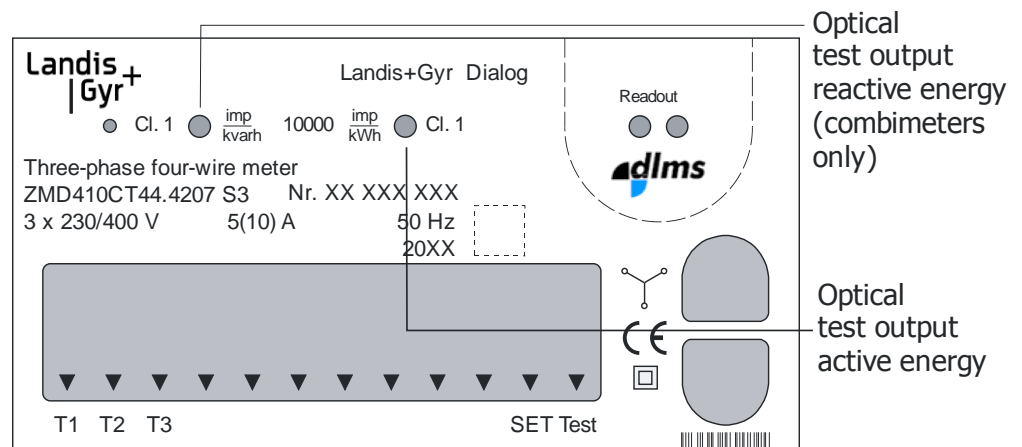 Optical
test output
reactive energy
(combimeters
only)
Landis
Gyr+
Landis+Gyr Dialog
Readout
Cl. 1 imp/kvarh 10000 imp/kWh Cl. 1
dlms
Three-phase four-wire meter
ZMD410CT44.4207 S3 Nr. XX XXX XXX
3 x 230/400 V 5(10) A 50 Hz
20XX
CE
Optical
test output
active energy
T1 T2 T3 SET Test